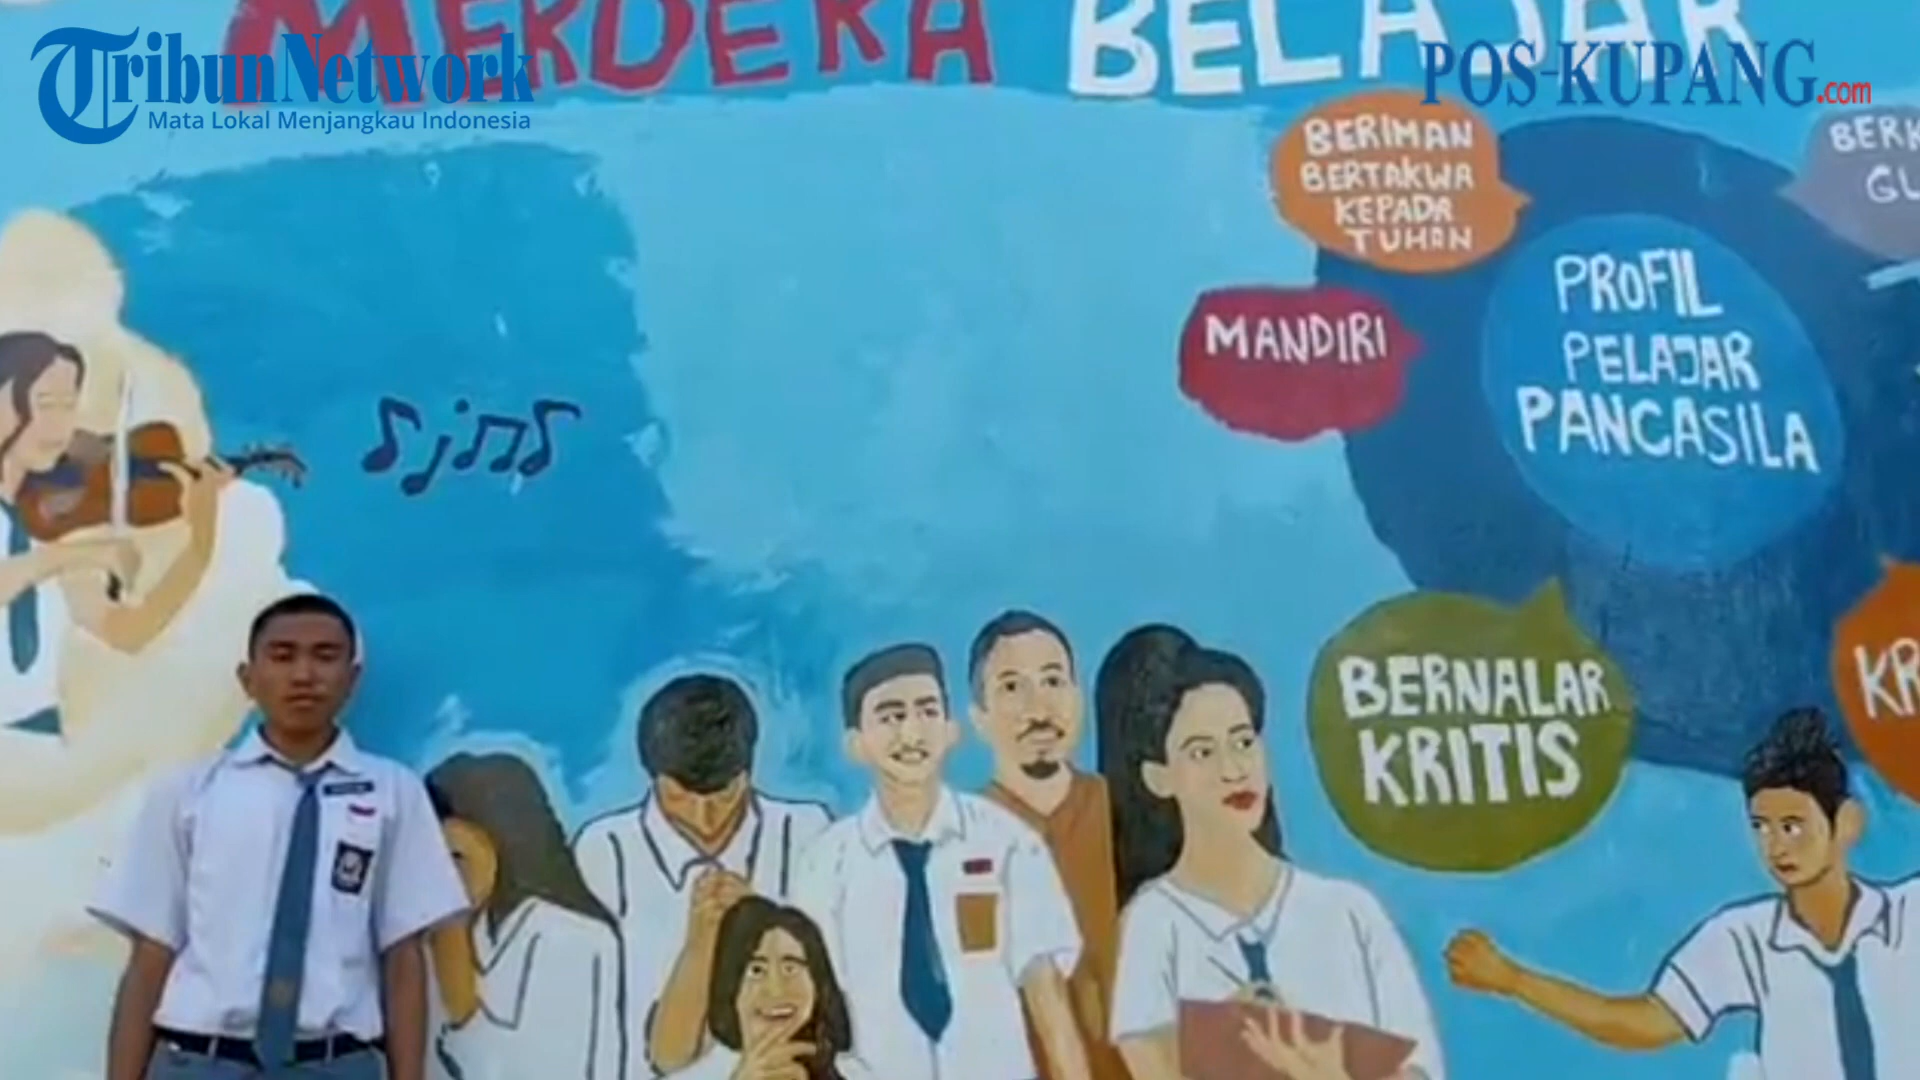 MERDEKA BELAJAR
TribunNetwork
Mata Lokal Menjangkau Indonesia
POS-KUPANG.com
BERIMAN
BERTAKWA
KEPADA
TUHAN
MANDIRI
PROFIL
PELAJAR
PANCASILA
BERNALAR
KRITIS